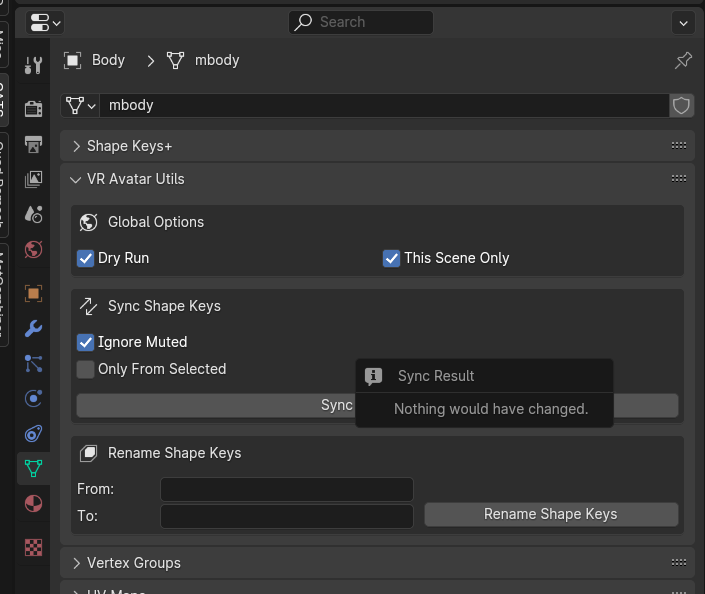 Search
Body
mbody
mbody
Shape Keys+
VR Avatar Utils
Global Options
Dry Run
This Scene Only
Sync Shape Keys
Ignore Muted
Only From Selected
Sync Result
Nothing would have changed.
Sync
Rename Shape Keys
From:
To:
Rename Shape Keys
Vertex Groups